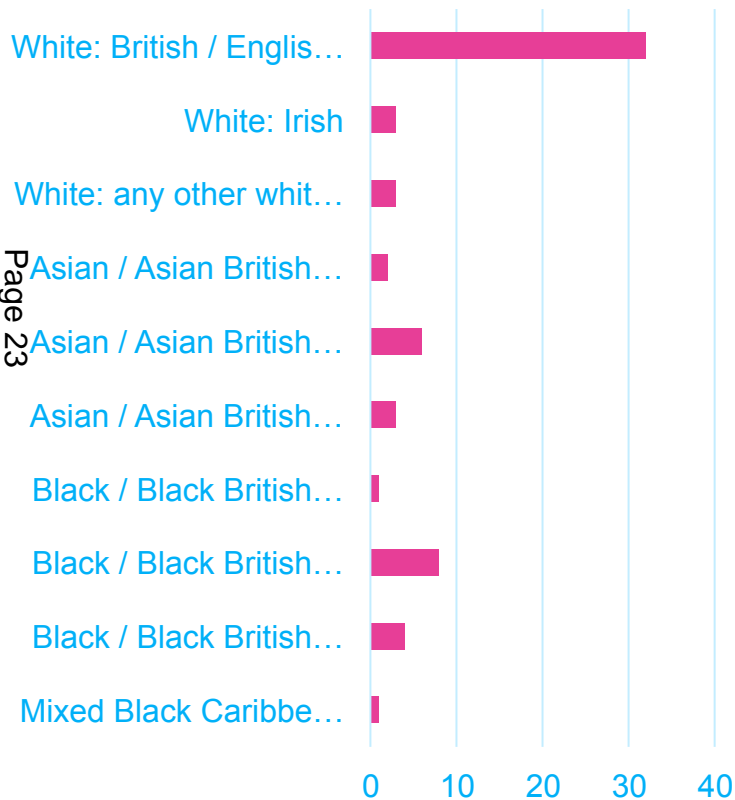 White: British / Englis…
White: Irish
White: any other whit…
Asian / Asian British…
Asian / Asian British…
Asian / Asian British…
Black / Black British…
Black / Black British…
Black / Black British…
Mixed Black Caribbe…
0 10 20 30 40
Page 23